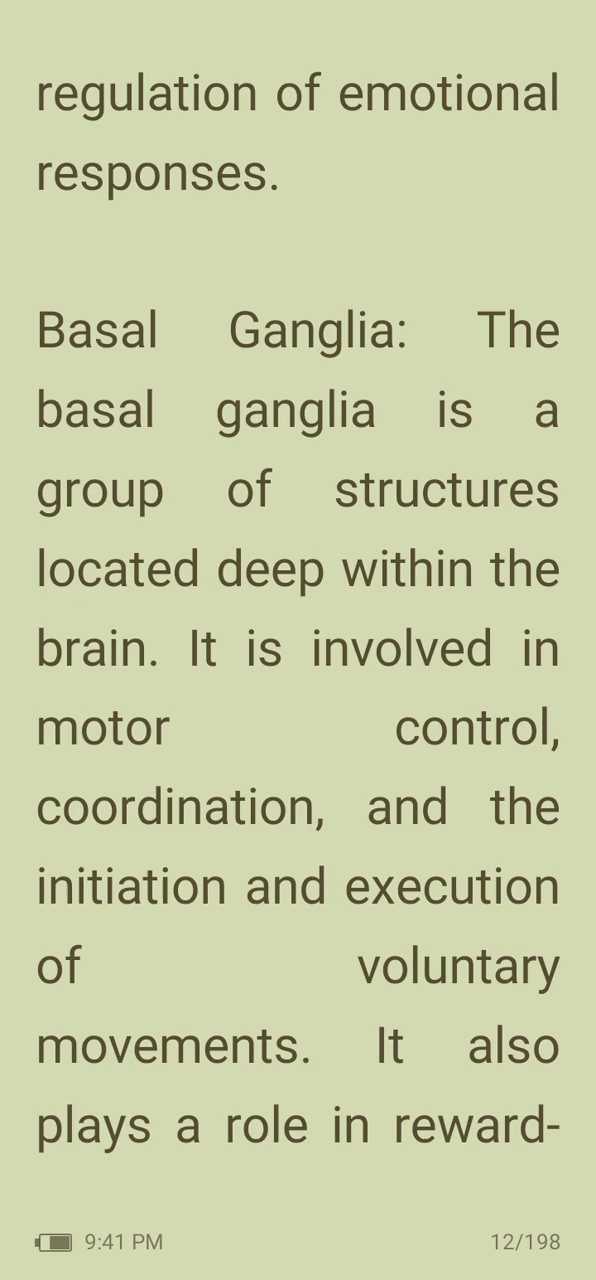 regulation of emotional
responses.
Basal Ganglia: The
basal ganglia is a
group of structures
located deep within the
brain. It is involved in
motor control,
coordination, and the
initiation and execution
of voluntary
movements. It also
plays a role in reward-
9:41 PM 12/198